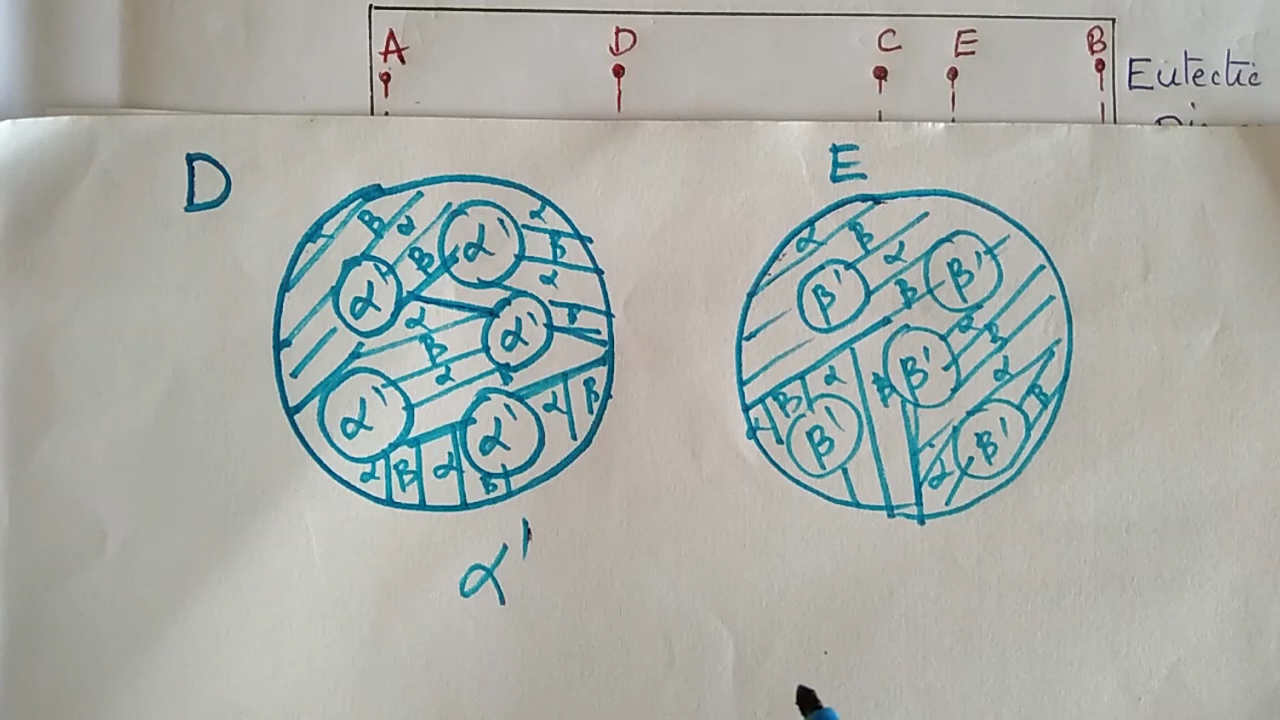 A D C E B
Eutectic
D E
α β α β α' α β α
α' α' β α
α β α
α' α'
α β α β α β
α β α β
β' β' β'
β' β'
α β α α β
β α β α
α'